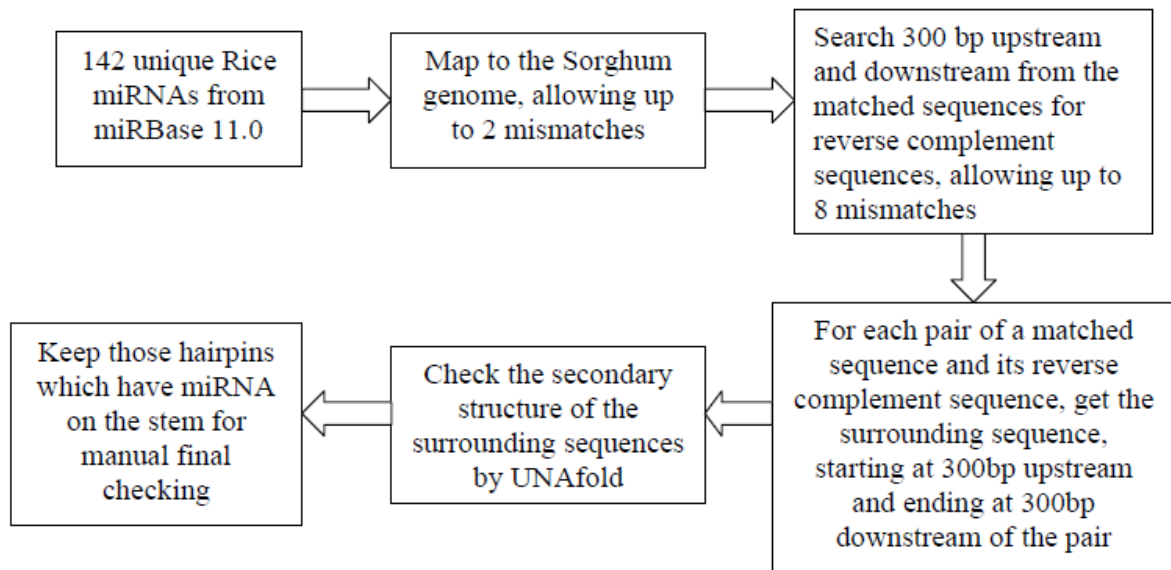 142 unique Rice
miRNAs from
miRBase 11.0
Map to the Sorghum
genome, allowing up
to 2 mismatches
Search 300 bp upstream
and downstream from the
matched sequences for
reverse complement
sequences, allowing up to
8 mismatches
For each pair of a matched
sequence and its reverse
complement sequence, get the
surrounding sequence,
starting at 300bp upstream
and ending at 300bp
downstream of the pair
Check the secondary
structure of the
surrounding sequences
by UNAfold
Keep those hairpins
which have miRNA
on the stem for
manual final
checking